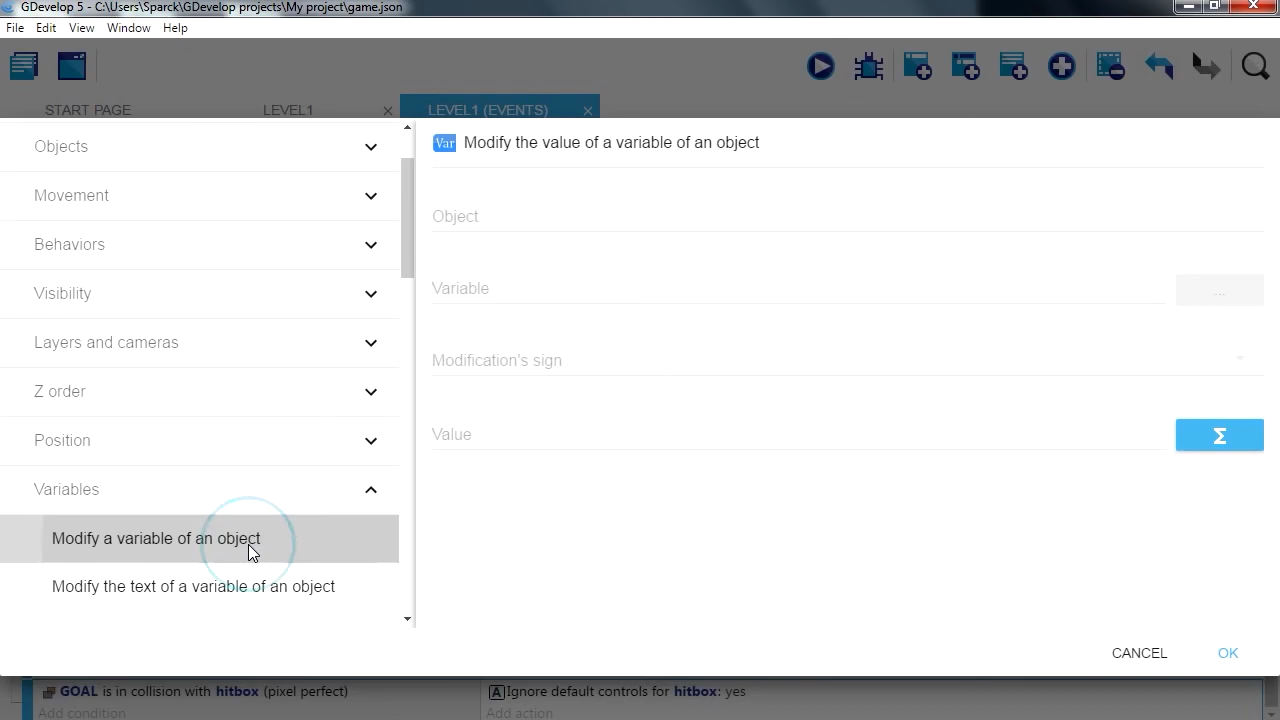 GDevelop 5 - C:\Users\Sparck\GDevelop projects\My project\game.json
File Edit View Window Help
START PAGE LEVEL1 LEVEL1 (EVENTS)
Objects
Movement
Behaviors
Visibility
Layers and cameras
Z order
Position
Variables
Modify a variable of an object
Modify the text of a variable of an object
Var Modify the value of a variable of an object
Object
Variable
...
Modification's sign
Value
Σ
CANCEL OK
GOAL is in collision with hitbox (pixel perfect)
Add condition
A Ignore default controls for hitbox: yes
Add action